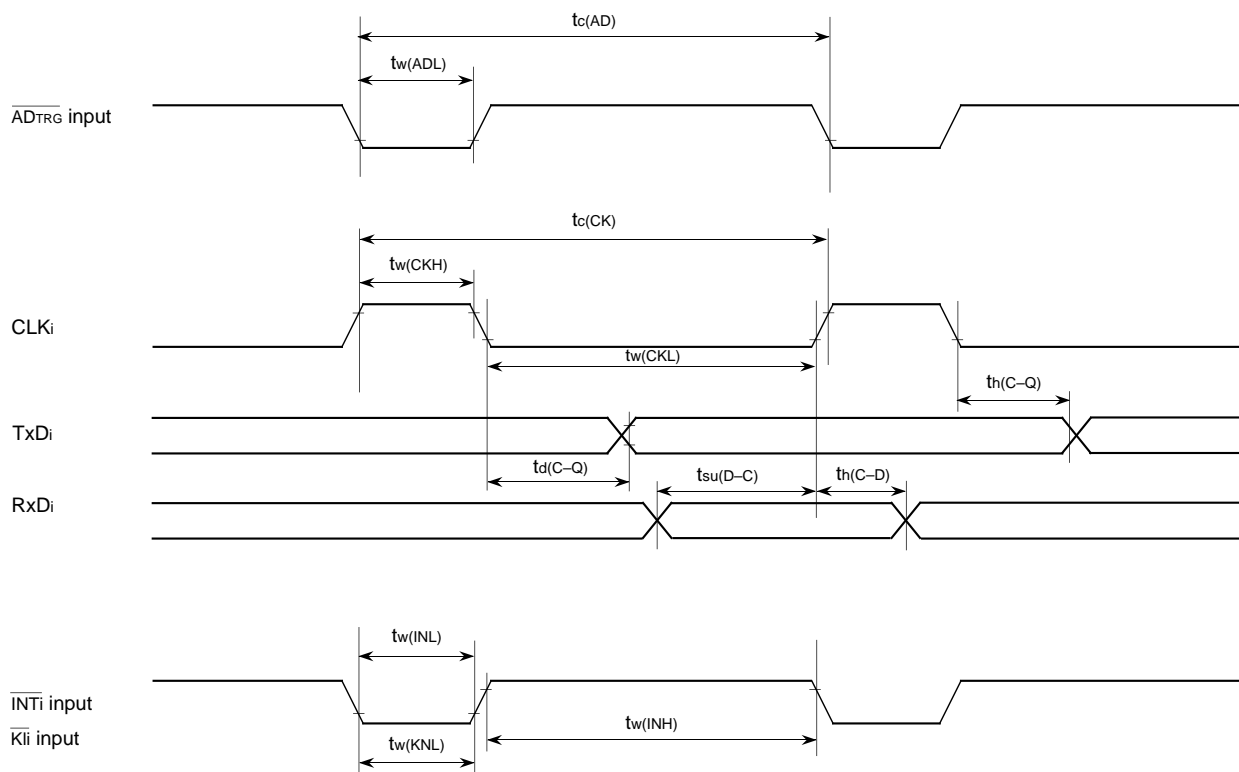 tc(AD)
tw(ADL)
ADTRG input
tc(CK)
tw(CKH)
CLKi
tw(CKL)
th(C–Q)
TxDi
td(C–Q)
tsu(D–C)
th(C–D)
RxDi
tw(INL)
INTi input
KIi input
tw(INH)
tw(KNL)